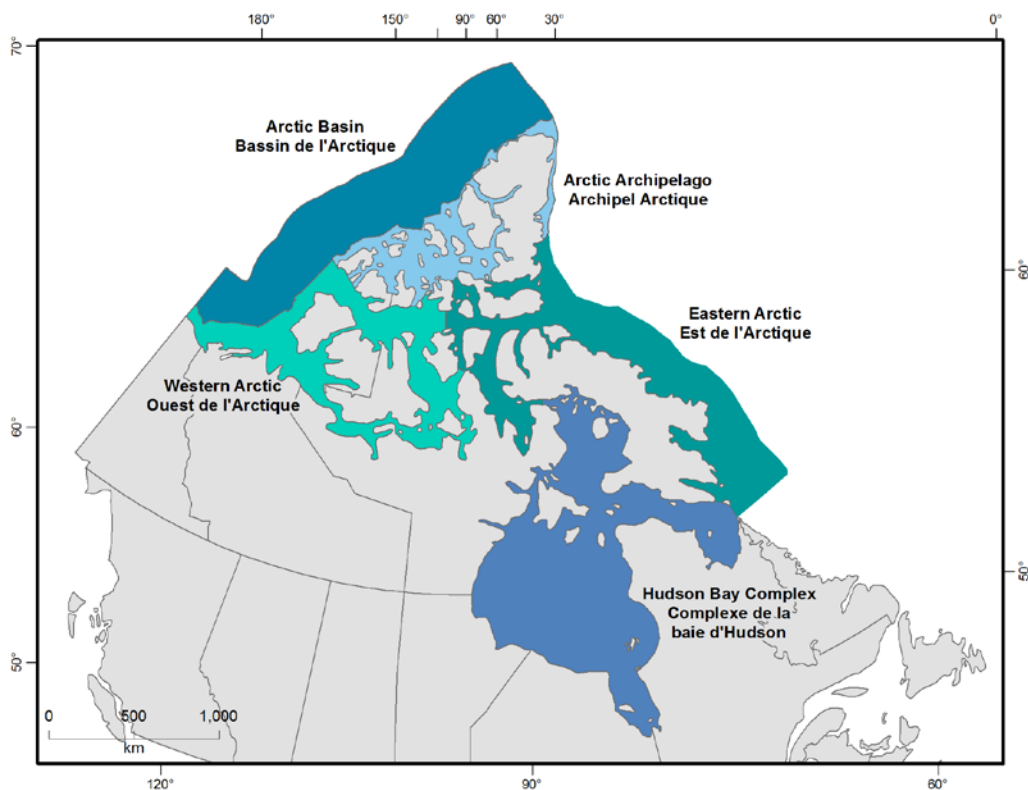 180° 150° 90° 60° 30° 0°
70°
Arctic Basin
Bassin de l'Arctique
Arctic Archipelago
Archipel Arctique
60°
Eastern Arctic
Est de l'Arctique
Western Arctic
Ouest de l'Arctique
60°
50°
Hudson Bay Complex
Complexe de la
baie d'Hudson
50°
0 500 1,000
km
120° 90° 60°